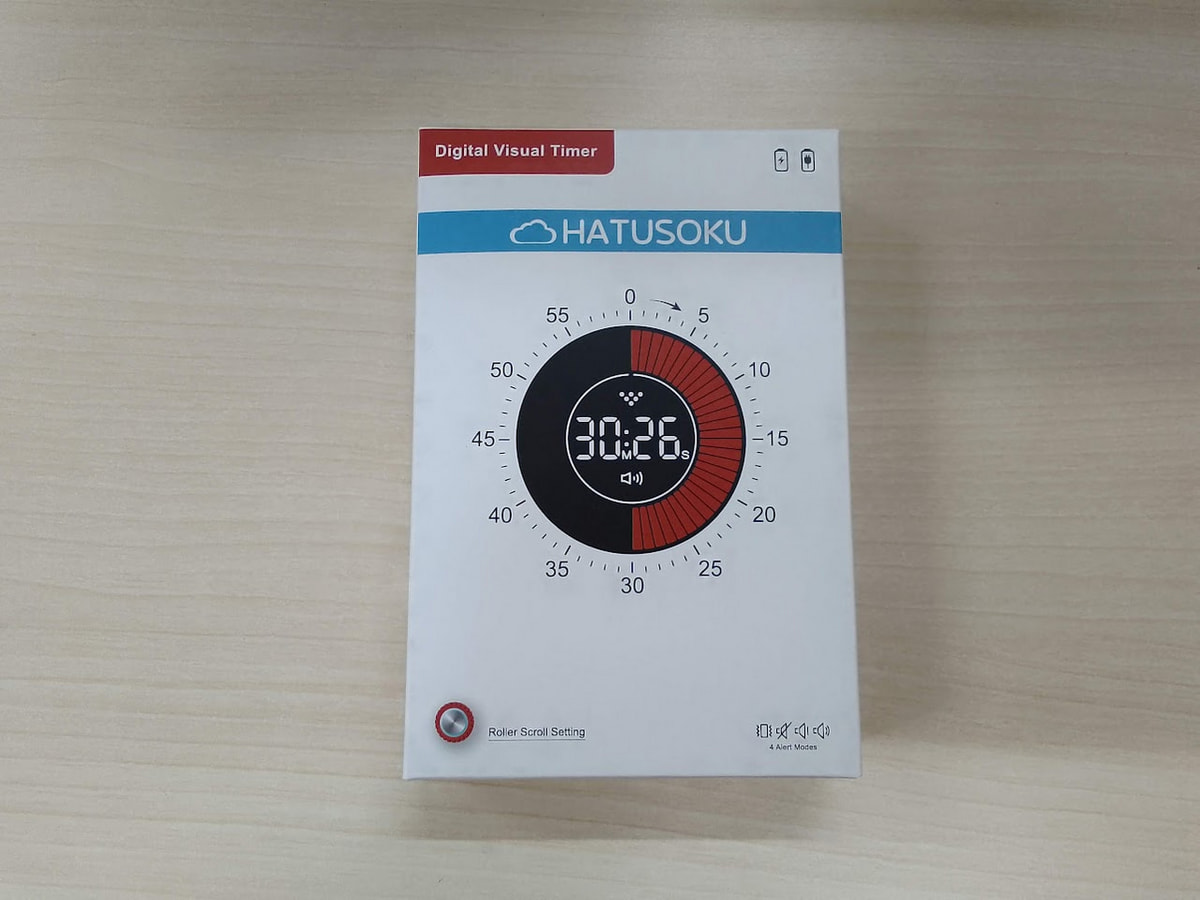 Digital Visual Timer
HATUSOKU
0
5
10
15
20
25
30
35
40
45
50
55
30:26
M
S
Roller Scroll Setting
4 Alert Modes